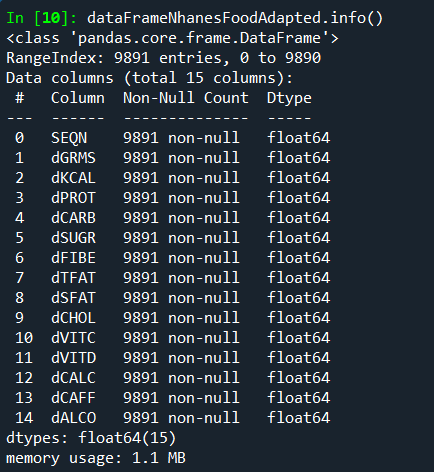 In [10]: dataFrameNhanesFoodAdapted.info()
<class 'pandas.core.frame.DataFrame'>
RangeIndex: 9891 entries, 0 to 9890
Data columns (total 15 columns):
 #   Column  Non-Null Count  Dtype
---  ------  --------------  -----
 0   SEQN    9891 non-null   float64
 1   dGRMS   9891 non-null   float64
 2   dKCAL   9891 non-null   float64
 3   dPROT   9891 non-null   float64
 4   dCARB   9891 non-null   float64
 5   dSUGR   9891 non-null   float64
 6   dFIBE   9891 non-null   float64
 7   dTFAT   9891 non-null   float64
 8   dSFAT   9891 non-null   float64
 9   dCHOL   9891 non-null   float64
 10  dVITC   9891 non-null   float64
 11  dVITD   9891 non-null   float64
 12  dCALC   9891 non-null   float64
 13  dCAFF   9891 non-null   float64
 14  dALCO   9891 non-null   float64
dtypes: float64(15)
memory usage: 1.1 MB